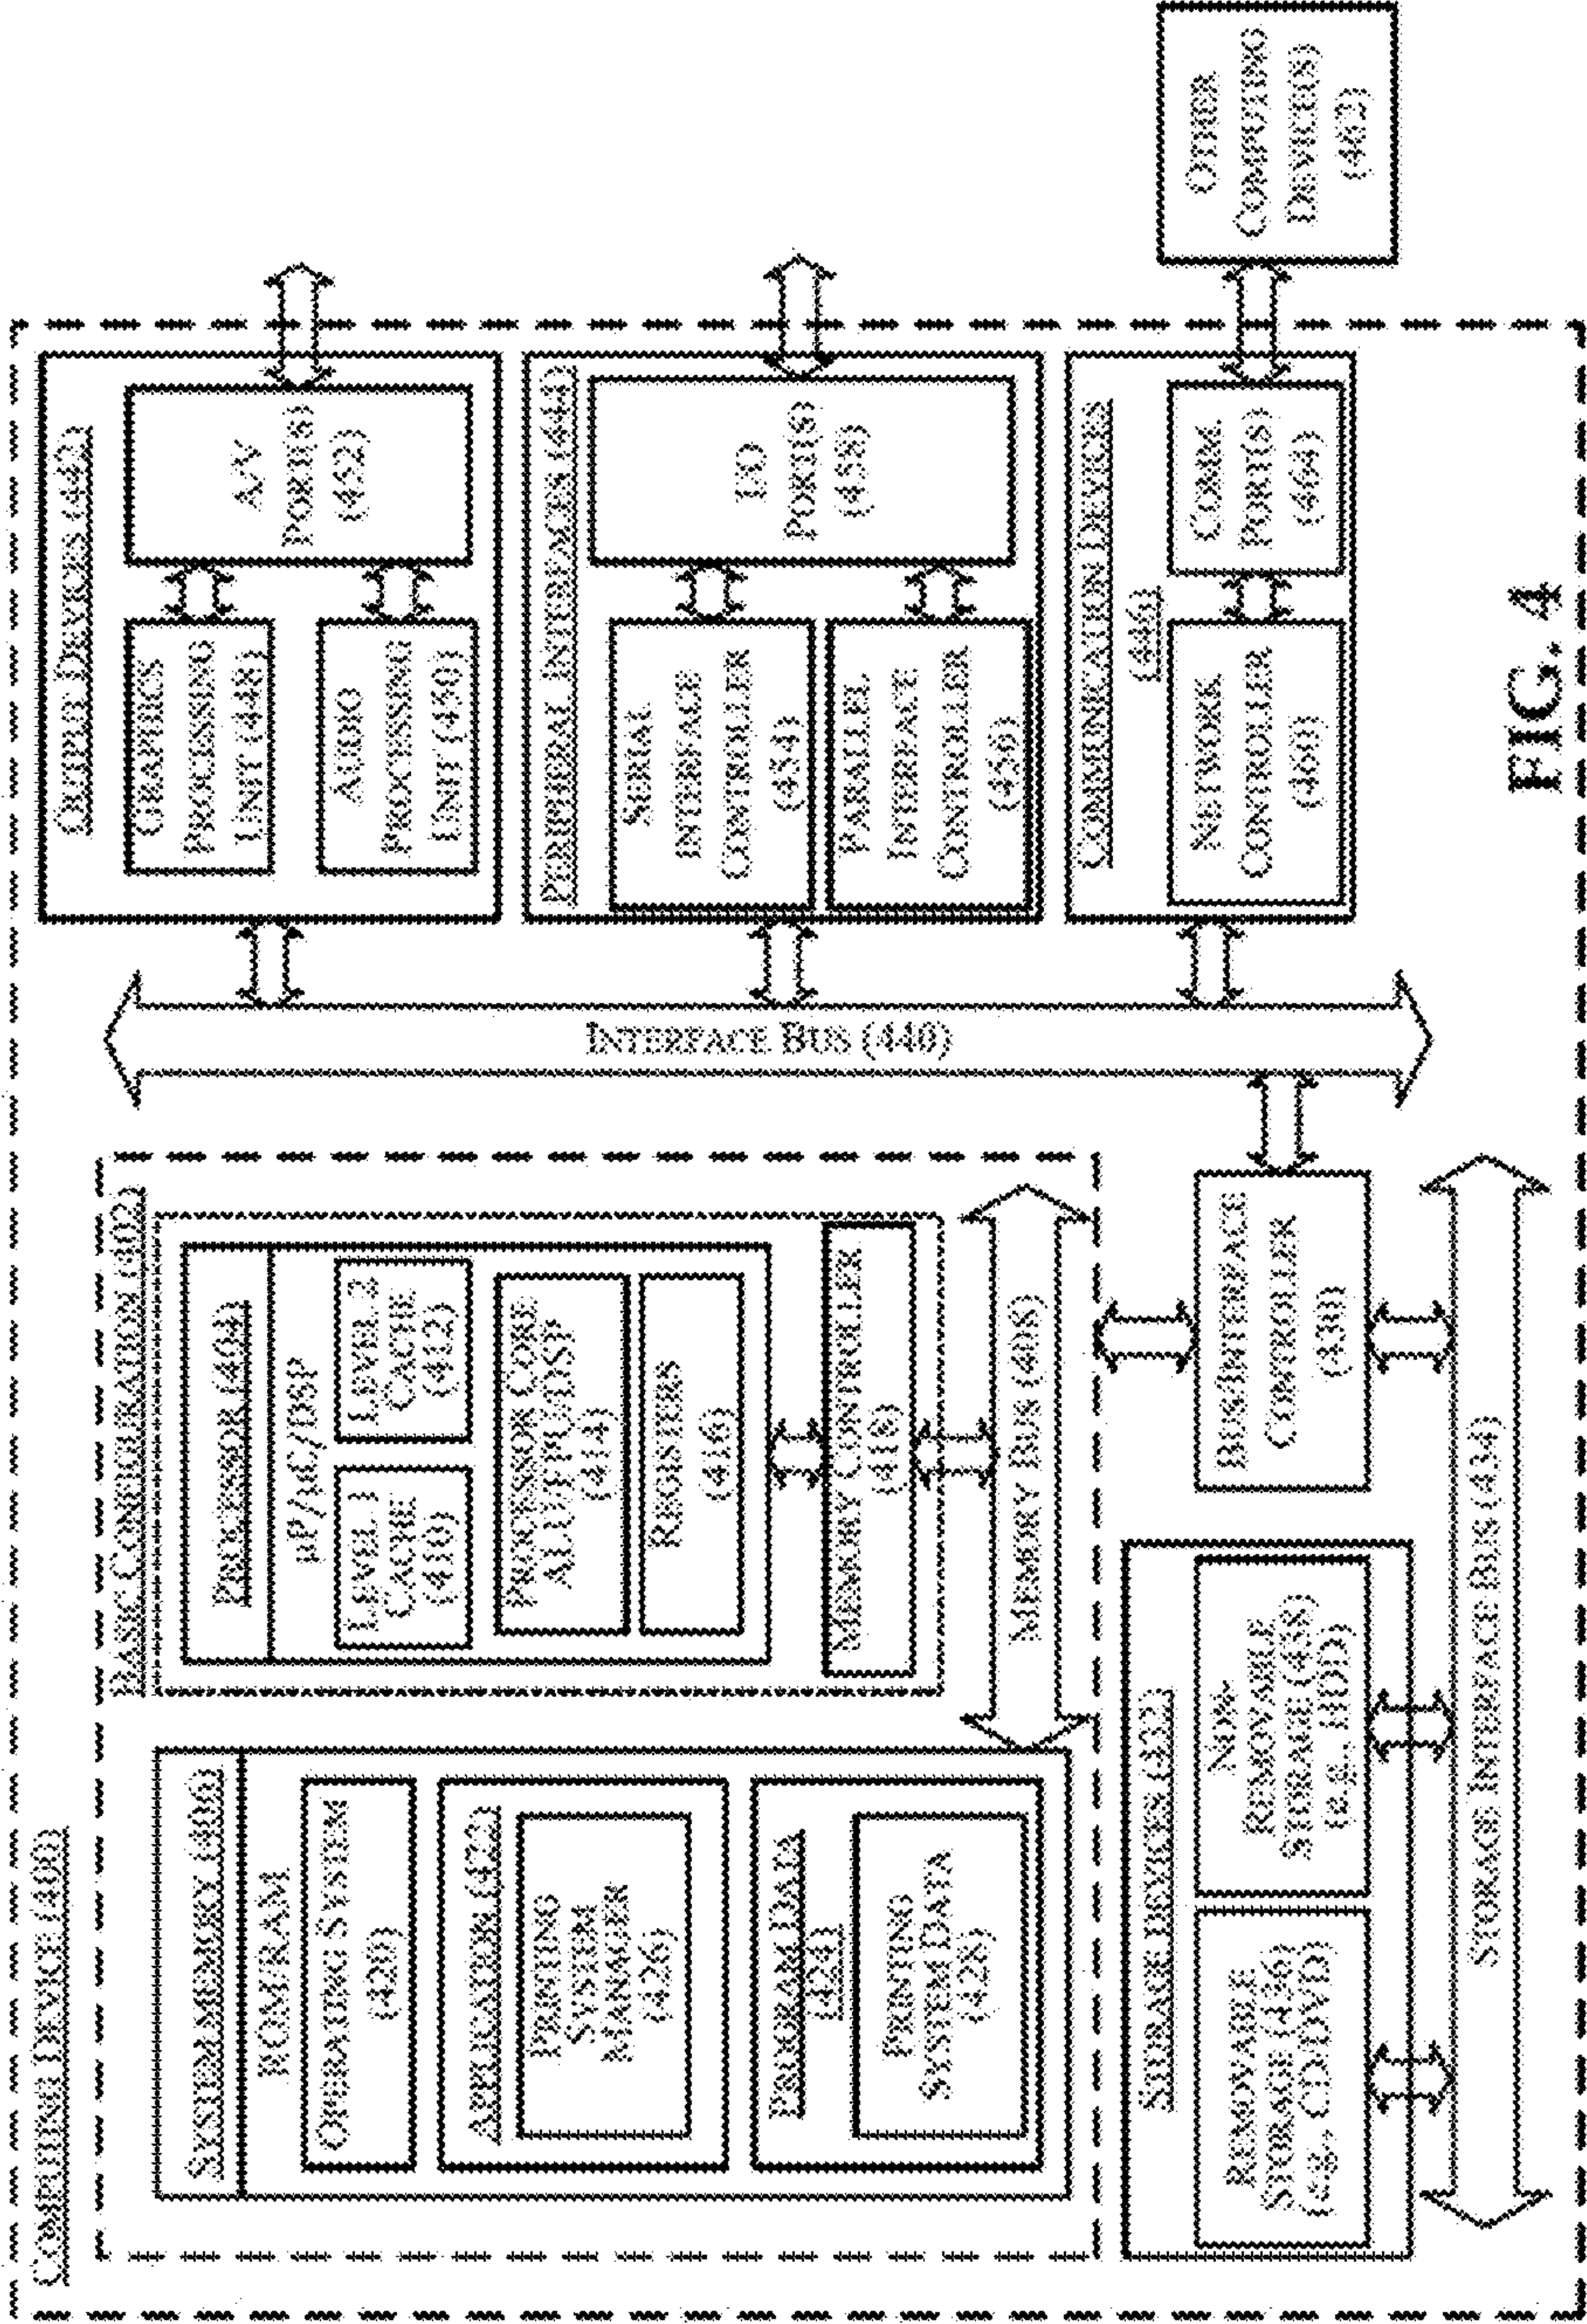 COMPUTING DEVICE (400)
BASIC CONFIGURATION (402)
SYSTEM MEMORY (406)
ROM/RAM
OPERATING SYSTEM
(420)
APPLICATION (422)
PRINTING
SYSTEM
MANAGER
(426)
PROGRAM DATA
(424)
PRINTING
SYSTEM DATA
(428)
PROCESSOR (404)
µP/µC/DSP
LEVEL 1
CACHE
(410)
LEVEL 2
CACHE
(412)
PROCESSOR CORE
ALU/FPU/DSP
(414)
REGISTERS
(416)
MEMORY CONTROLLER
(418)
MEMORY BUS (408)
STORAGE DEVICES (432)
REMOVABLE
STORAGE (436)
(e.g., CD/DVD)
NON-
REMOVABLE
STORAGE (438)
(e.g., HDD)
BUS/INTERFACE
CONTROLLER
(430)
STORAGE INTERFACE BUS (434)
INTERFACE BUS (440)
OUTPUT DEVICES (442)
GRAPHICS
PROCESSING
UNIT (448)
AUDIO
PROCESSING
UNIT (450)
A/V
PORT(S)
(452)
PERIPHERAL INTERFACES (444)
SERIAL
INTERFACE
CONTROLLER
(454)
PARALLEL
INTERFACE
CONTROLLER
(456)
I/O
PORT(S)
(458)
COMMUNICATION DEVICES
(446)
NETWORK
CONTROLLER
(460)
COMM.
PORT(S)
(464)
OTHER
COMPUTING
DEVICE(S)
(462)
FIG. 4